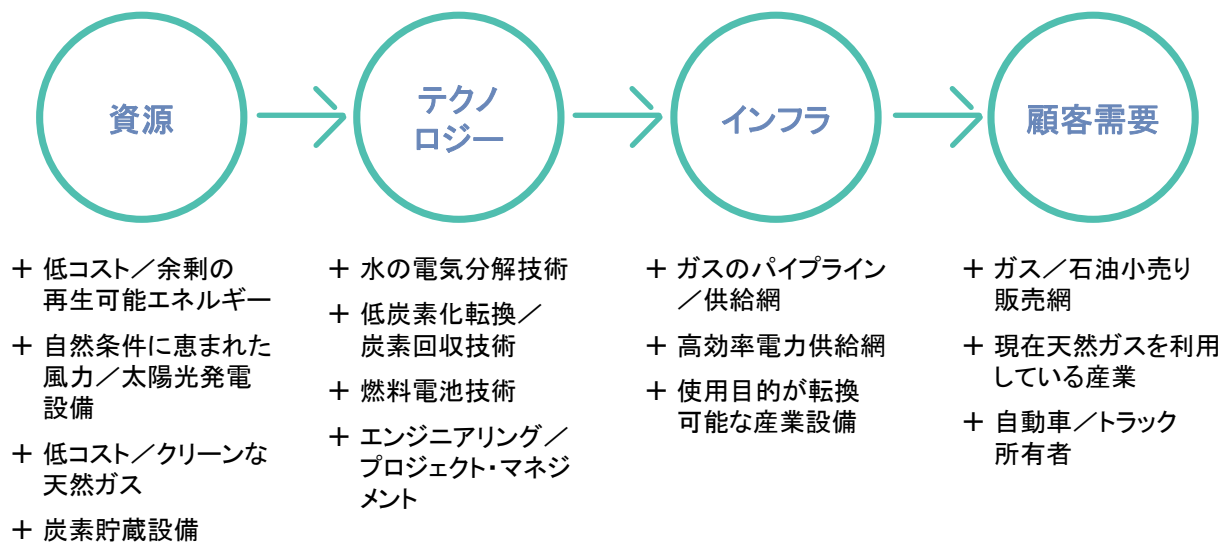 資源
テクノ
ロジー
インフラ
顧客需要
＋ 低コスト／余剰の
再生可能エネルギー
＋ 自然条件に恵まれた
風力／太陽光発電
設備
＋ 低コスト／クリーンな
天然ガス
＋ 炭素貯蔵設備
＋ 水の電気分解技術
＋ 低炭素化転換／
炭素回収技術
＋ 燃料電池技術
＋ エンジニアリング／
プロジェクト・マネジ
メント
＋ ガスのパイプライン
／供給網
＋ 高効率電力供給網
＋ 使用目的が転換
可能な産業設備
＋ ガス／石油小売り
販売網
＋ 現在天然ガスを利用
している産業
＋ 自動車／トラック
所有者